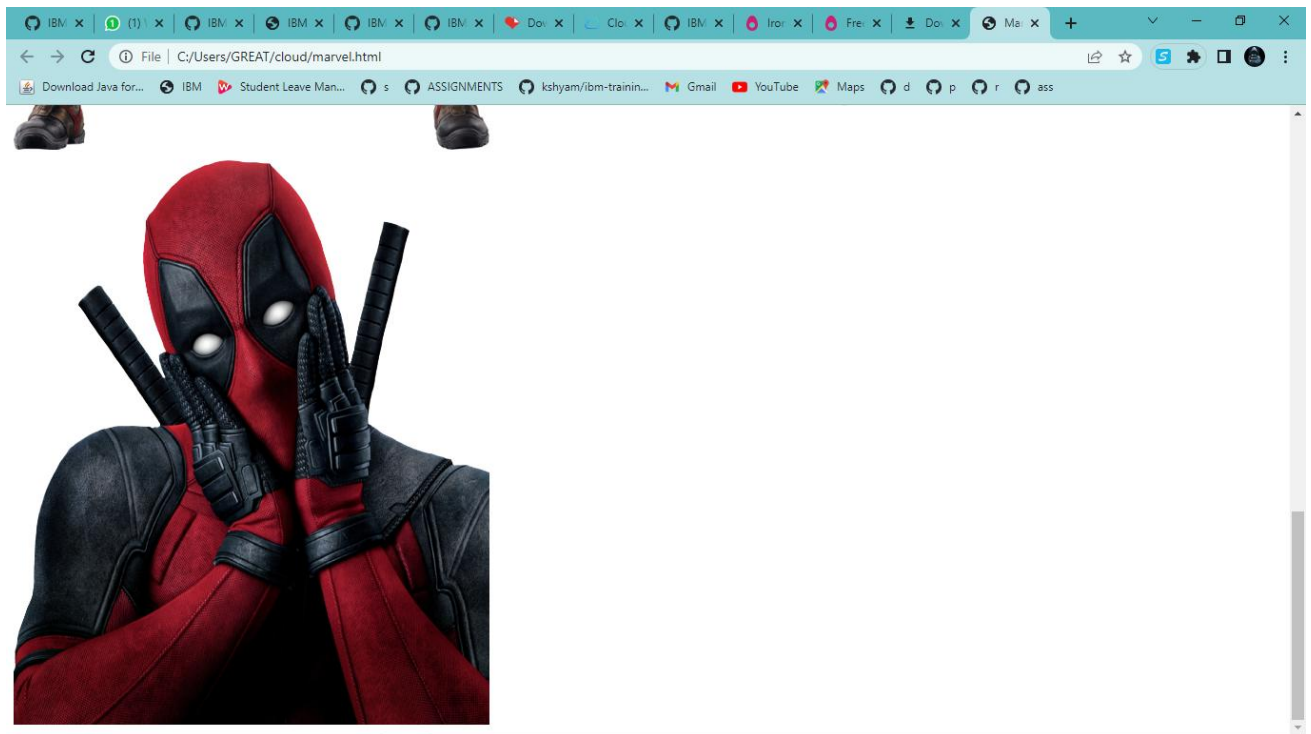 IBM (1) \ IBM IBM IBM IBM Do Clo IBM Iror Fre Do Ma
File C:/Users/GREAT/cloud/marvel.html
Download Java for... IBM Student Leave Man... s ASSIGNMENTS kshyam/ibm-trainin... Gmail YouTube Maps d p r ass